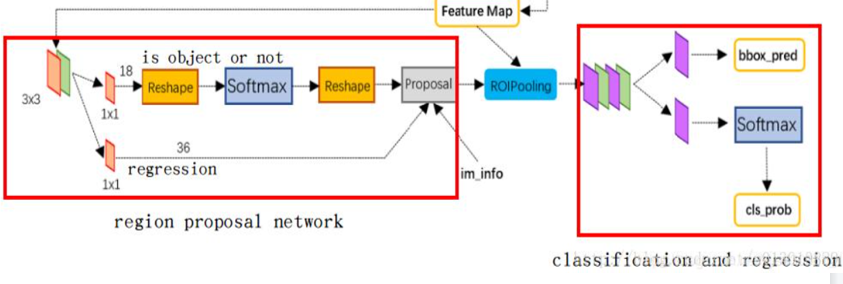 Feature Map
is object or not
18
Reshape
Softmax
Reshape
Proposal
ROIPooling
bbox_pred
3x3
1x1
36
regression
1x1
im_info
Softmax
cls_prob
region proposal network
classification and regression